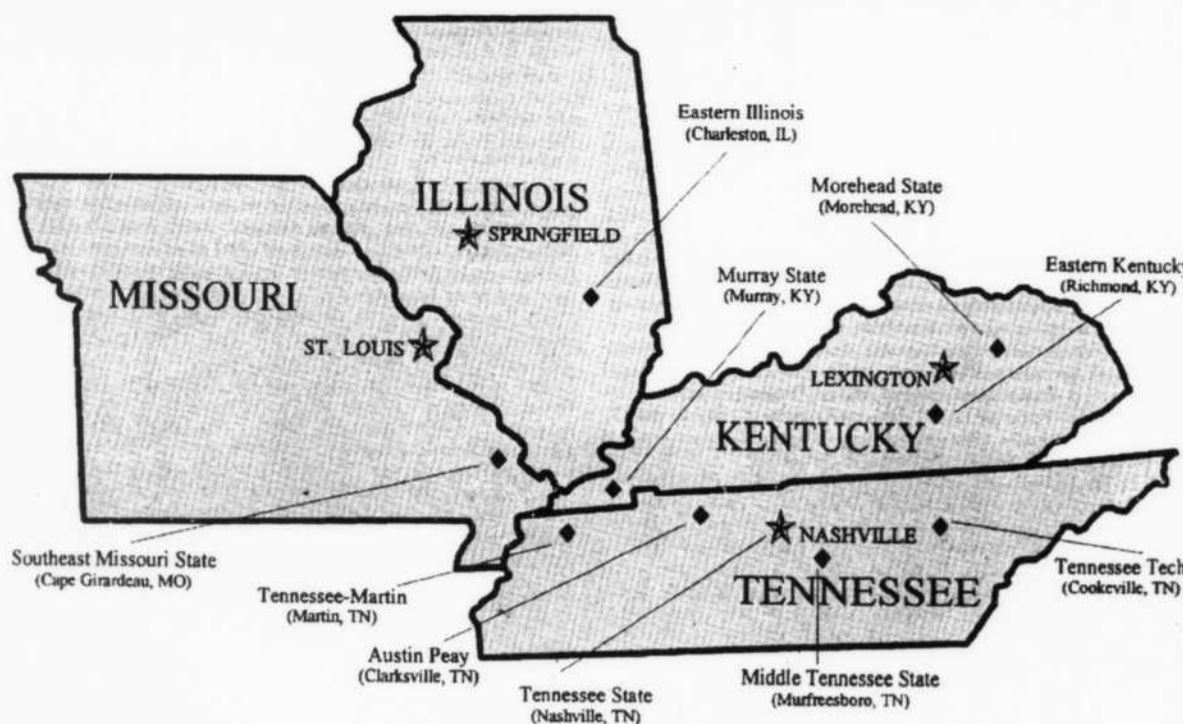 Eastern Illinois
(Charleston, IL)
Morehead State
(Morehead, KY)
ILLINOIS
SPRINGFIELD
Murray State
(Murray, KY)
Eastern Kentucky
(Richmond, KY)
MISSOURI
ST. LOUIS
LEXINGTON
KENTUCKY
NASHVILLE
TENNESSEE
Southeast Missouri State
(Cape Girardeau, MO)
Tennessee-Martin
(Martin, TN)
Tennessee Tech
(Cookeville, TN)
Austin Peay
(Clarksville, TN)
Tennessee State
(Nashville, TN)
Middle Tennessee State
(Murfreesboro, TN)